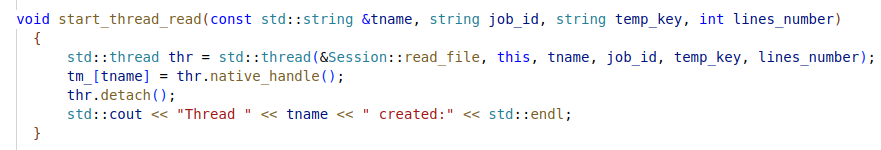 void start_thread_read(const std::string &tname, string job_id, string temp_key, int lines_number)
{
std::thread thr = std::thread(&Session::read_file, this, tname, job_id, temp_key, lines_number);
tm_[tname] = thr.native_handle();
thr.detach();
std::cout << "Thread " << tname << " created:" << std::endl;
}